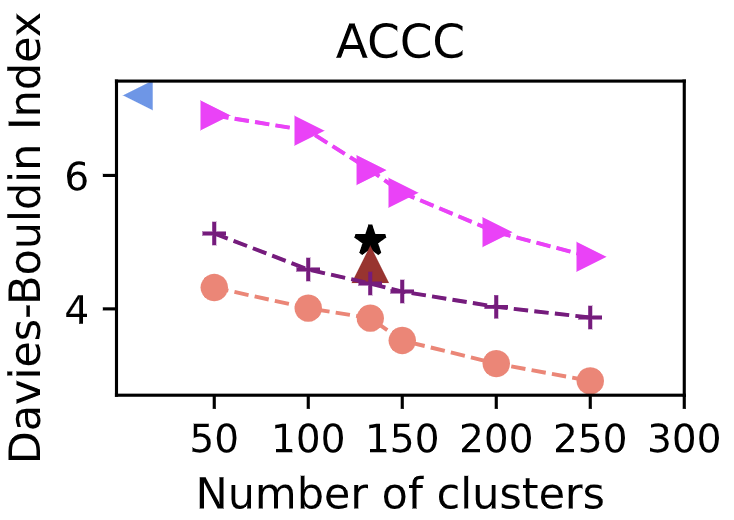 ACCC
Davies-Bouldin Index
6
4
50 100 150 200 250 300
Number of clusters